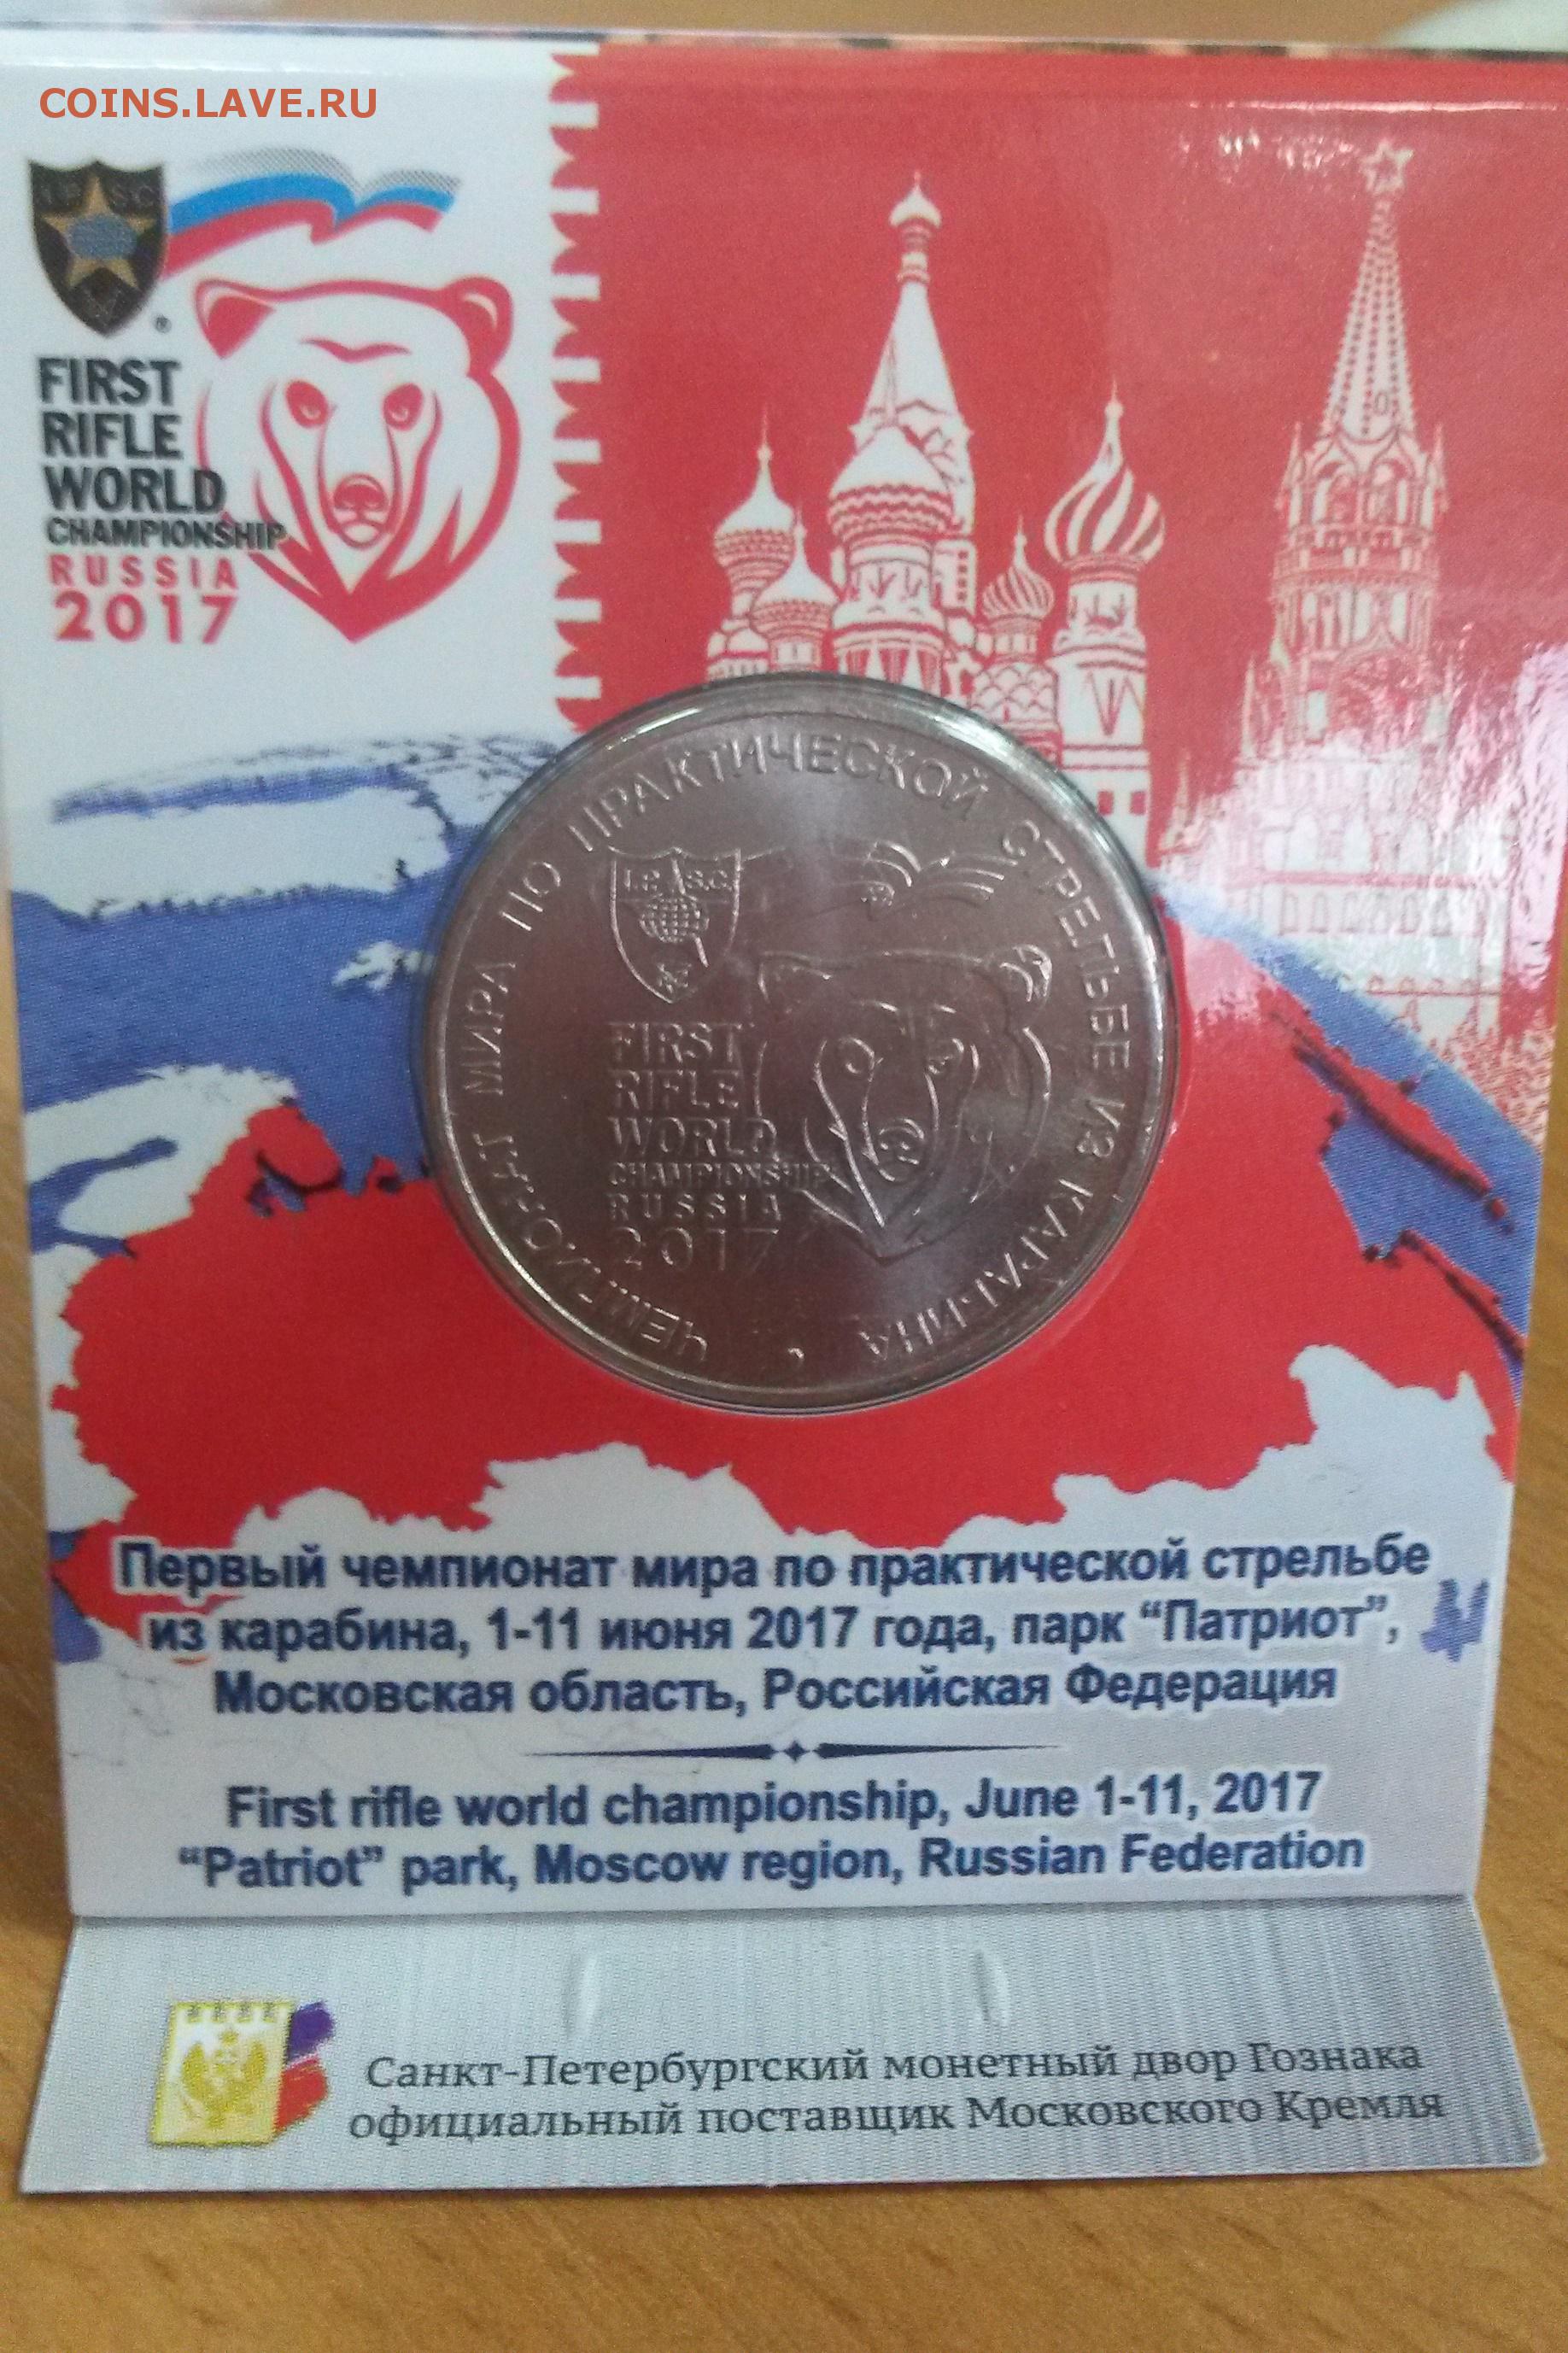 COINS.LAVE.RU
I.P.S.C.
FIRST
RIFLE
WORLD
CHAMPIONSHIP
RUSSIA
2017
ЧЕМПИОНАТ МИРА ПО ПРАКТИЧЕСКОЙ СТРЕЛЬБЕ ИЗ КАРАБИНА
I.P.S.C.
FIRST
RIFLE
WORLD
CHAMPIONSHIP
RUSSIA
2017
Первый чемпионат мира по практической стрельбе
из карабина, 1-11 июня 2017 года, парк “Патриот”,
Московская область, Российская Федерация
First rifle world championship, June 1-11, 2017
“Patriot” park, Moscow region, Russian Federation
Санкт-Петербургский монетный двор Гознака
официальный поставщик Московского Кремля